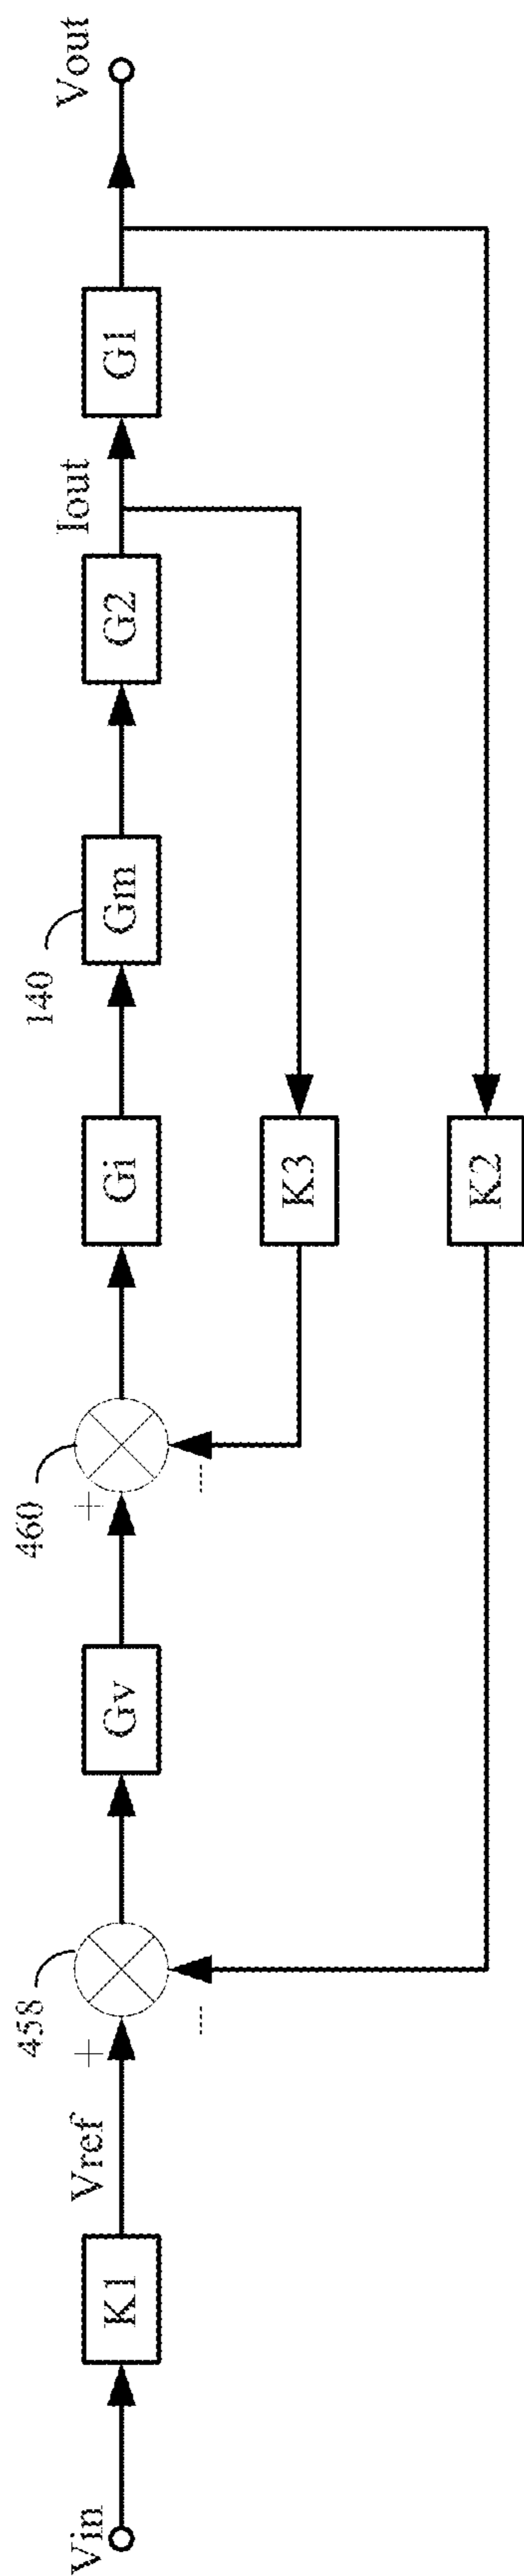 Vin
K1
Vref
+
---
458
Gv
+
---
460
Gi
140
Gm
G2
Iout
G1
Vout
K3
K2